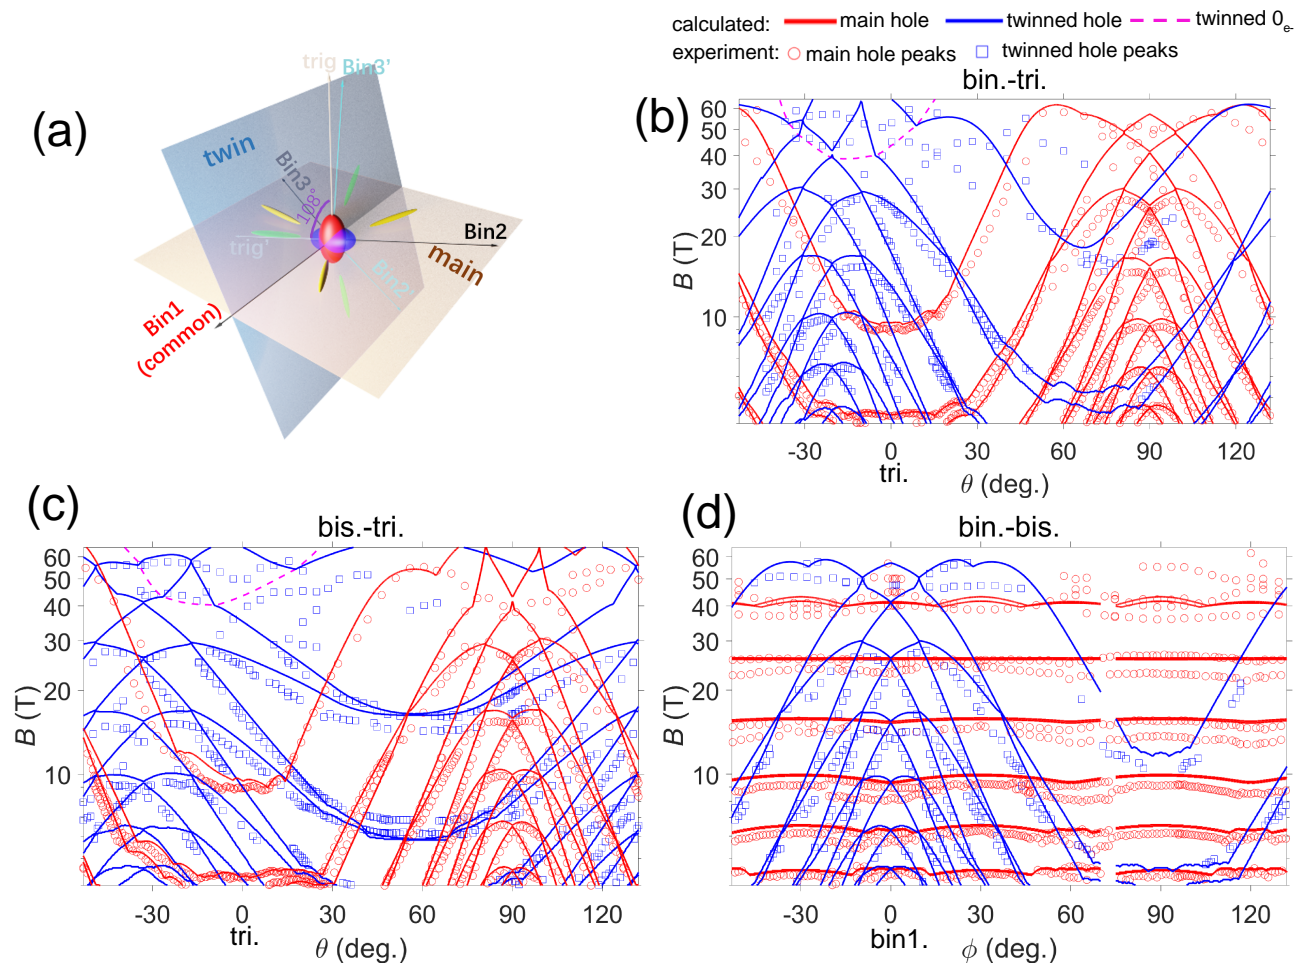 calculated: main hole twinned hole twinned 0e-
experiment: main hole peaks twinned hole peaks
(a)
trig
Bin3'
twin
Bin3
108°
trig'
Bin2
main
Bin2'
Bin1
(common)
(b)
bin.-tri.
B (T)
60
50
40
30
20
10
-30 0 30 60 90 120
tri.
θ (deg.)
(c)
bis.-tri.
B (T)
60
50
40
30
20
10
-30 0 30 60 90 120
tri.
θ (deg.)
(d)
bin.-bis.
B (T)
60
50
40
30
20
10
-30 0 30 60 90 120
bin1.
ϕ (deg.)